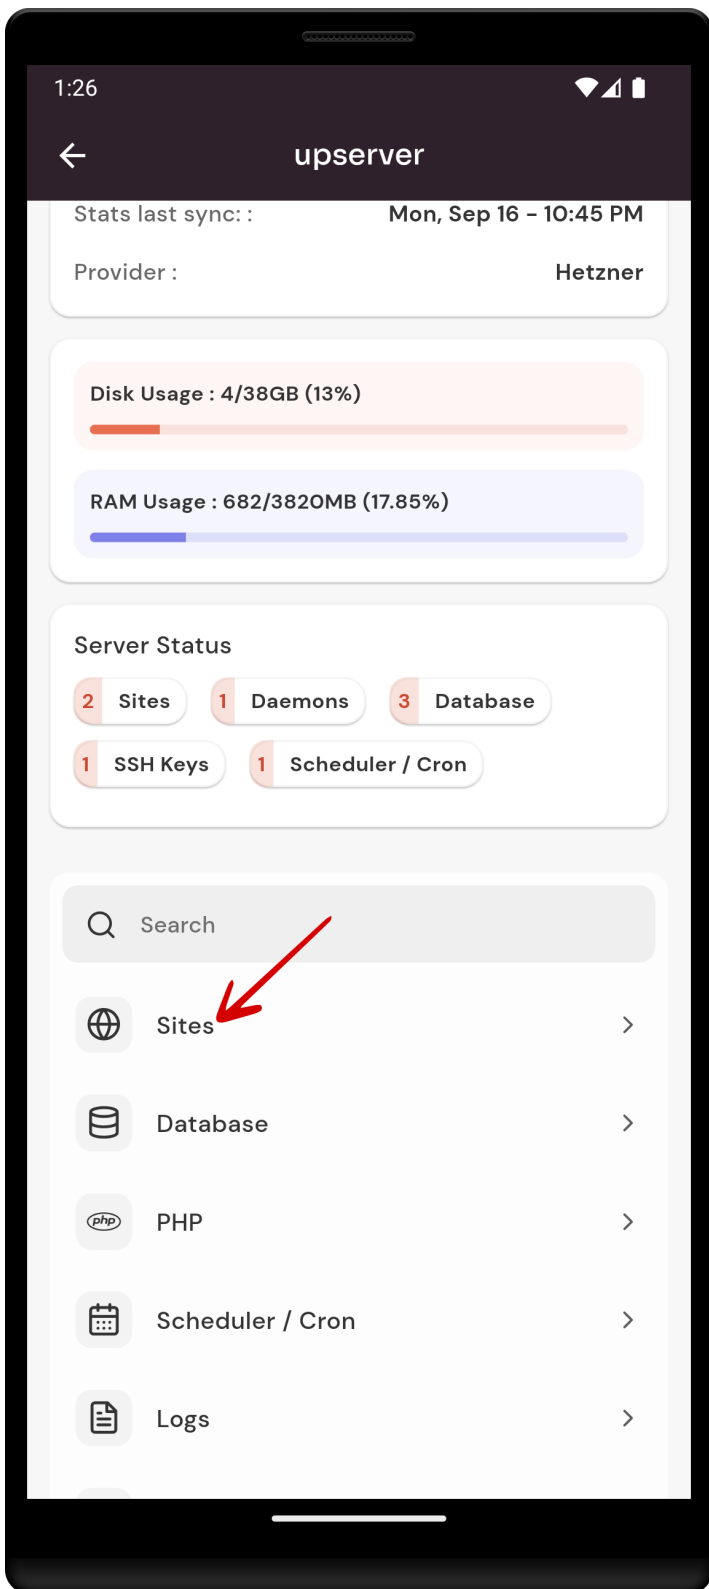 1:26
upserver
Stats last sync: : Mon, Sep 16 - 10:45 PM
Provider : Hetzner
Disk Usage : 4/38GB (13%)
RAM Usage : 682/3820MB (17.85%)
Server Status
2 Sites 1 Daemons 3 Database
1 SSH Keys 1 Scheduler / Cron
Search
Sites
Database
php PHP
Scheduler / Cron
Logs